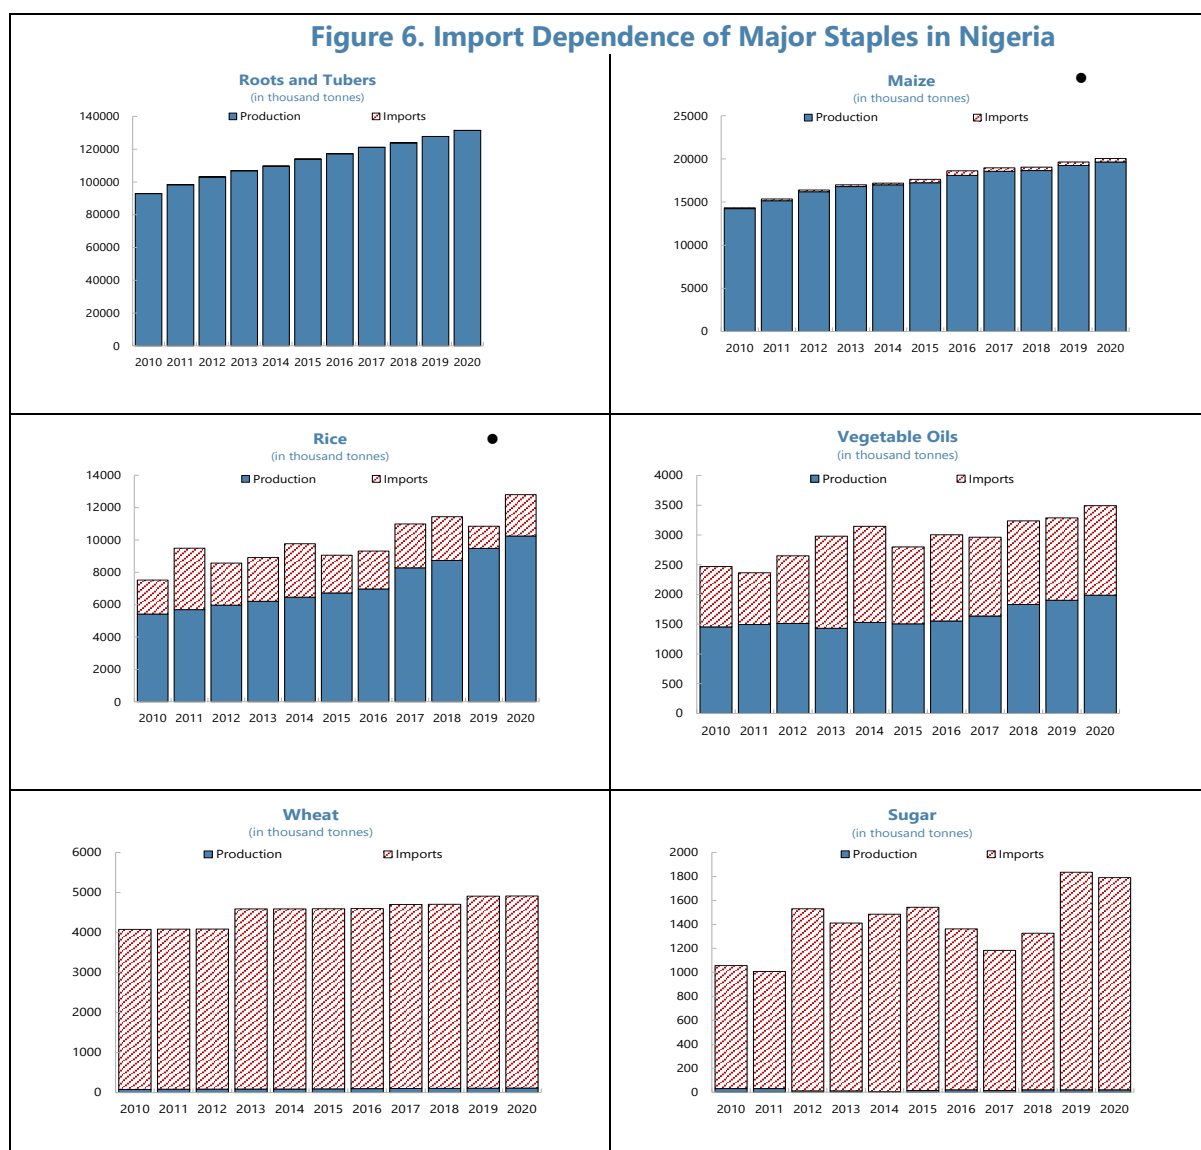 Figure 6. Import Dependence of Major Staples in Nigeria
Roots and Tubers
(in thousand tonnes)
Production Imports
140000
120000
100000
80000
60000
40000
20000
0
2010 2011 2012 2013 2014 2015 2016 2017 2018 2019 2020
Maize
(in thousand tonnes)
Production Imports
25000
20000
15000
10000
5000
0
2010 2011 2012 2013 2014 2015 2016 2017 2018 2019 2020
Rice
(in thousand tonnes)
Production Imports
14000
12000
10000
8000
6000
4000
2000
0
2010 2011 2012 2013 2014 2015 2016 2017 2018 2019 2020
Vegetable Oils
(in thousand tonnes)
Production Imports
4000
3500
3000
2500
2000
1500
1000
500
0
2010 2011 2012 2013 2014 2015 2016 2017 2018 2019 2020
Wheat
(in thousand tonnes)
Production Imports
6000
5000
4000
3000
2000
1000
0
2010 2011 2012 2013 2014 2015 2016 2017 2018 2019 2020
Sugar
(in thousand tonnes)
Production Imports
2000
1800
1600
1400
1200
1000
800
600
400
200
0
2010 2011 2012 2013 2014 2015 2016 2017 2018 2019 2020